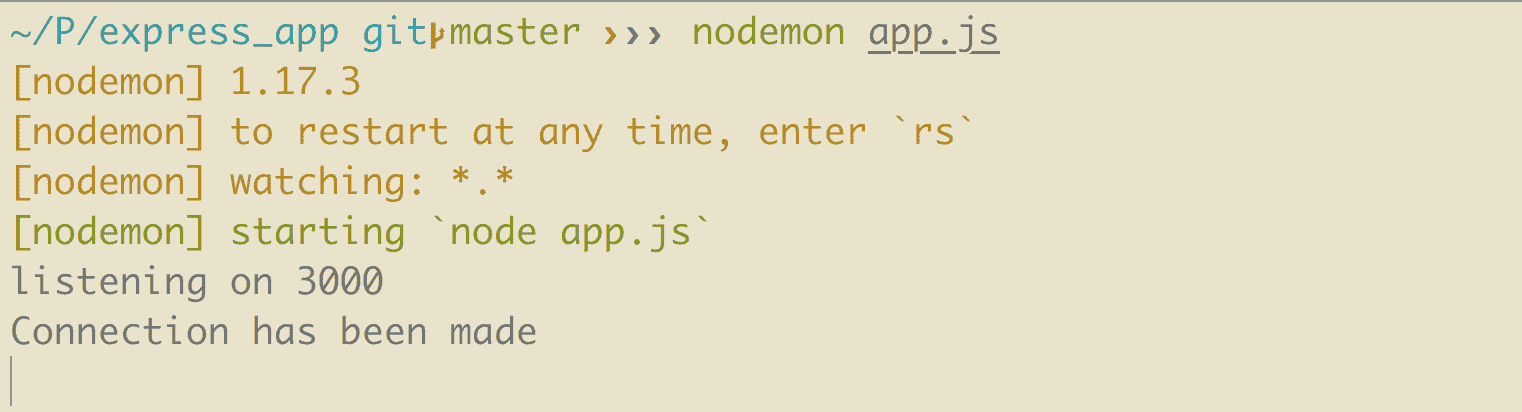 ~/P/express_app git master ››› nodemon app.js
[nodemon] 1.17.3
[nodemon] to restart at any time, enter `rs`
[nodemon] watching: *.*
[nodemon] starting `node app.js`
listening on 3000
Connection has been made